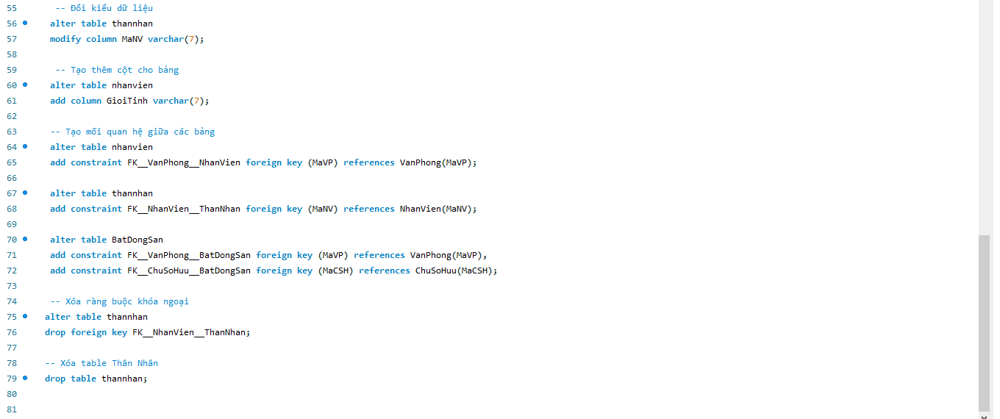 55 -- Đổi kiểu dữ liệu
56 alter table thannhan
57 modify column MaNV varchar(7);
58
59 -- Tạo thêm cột cho bảng
60 alter table nhanvien
61 add column GioiTinh varchar(7);
62
63 -- Tạo mối quan hệ giữa các bảng
64 alter table nhanvien
65 add constraint FK__VanPhong__NhanVien foreign key (MaVP) references VanPhong(MaVP);
66
67 alter table thannhan
68 add constraint FK__NhanVien__ThanNhan foreign key (MaNV) references NhanVien(MaNV);
69
70 alter table BatDongSan
71 add constraint FK__VanPhong__BatDongSan foreign key (MaVP) references VanPhong(MaVP),
72 add constraint FK__ChuSoHuu__BatDongSan foreign key (MaCSH) references ChuSoHuu(MaCSH);
73
74 -- Xóa ràng buộc khóa ngoại
75 alter table thannhan
76 drop foreign key FK__NhanVien__ThanNhan;
77
78 -- Xóa table Thân Nhân
79 drop table thannhan;
80
81